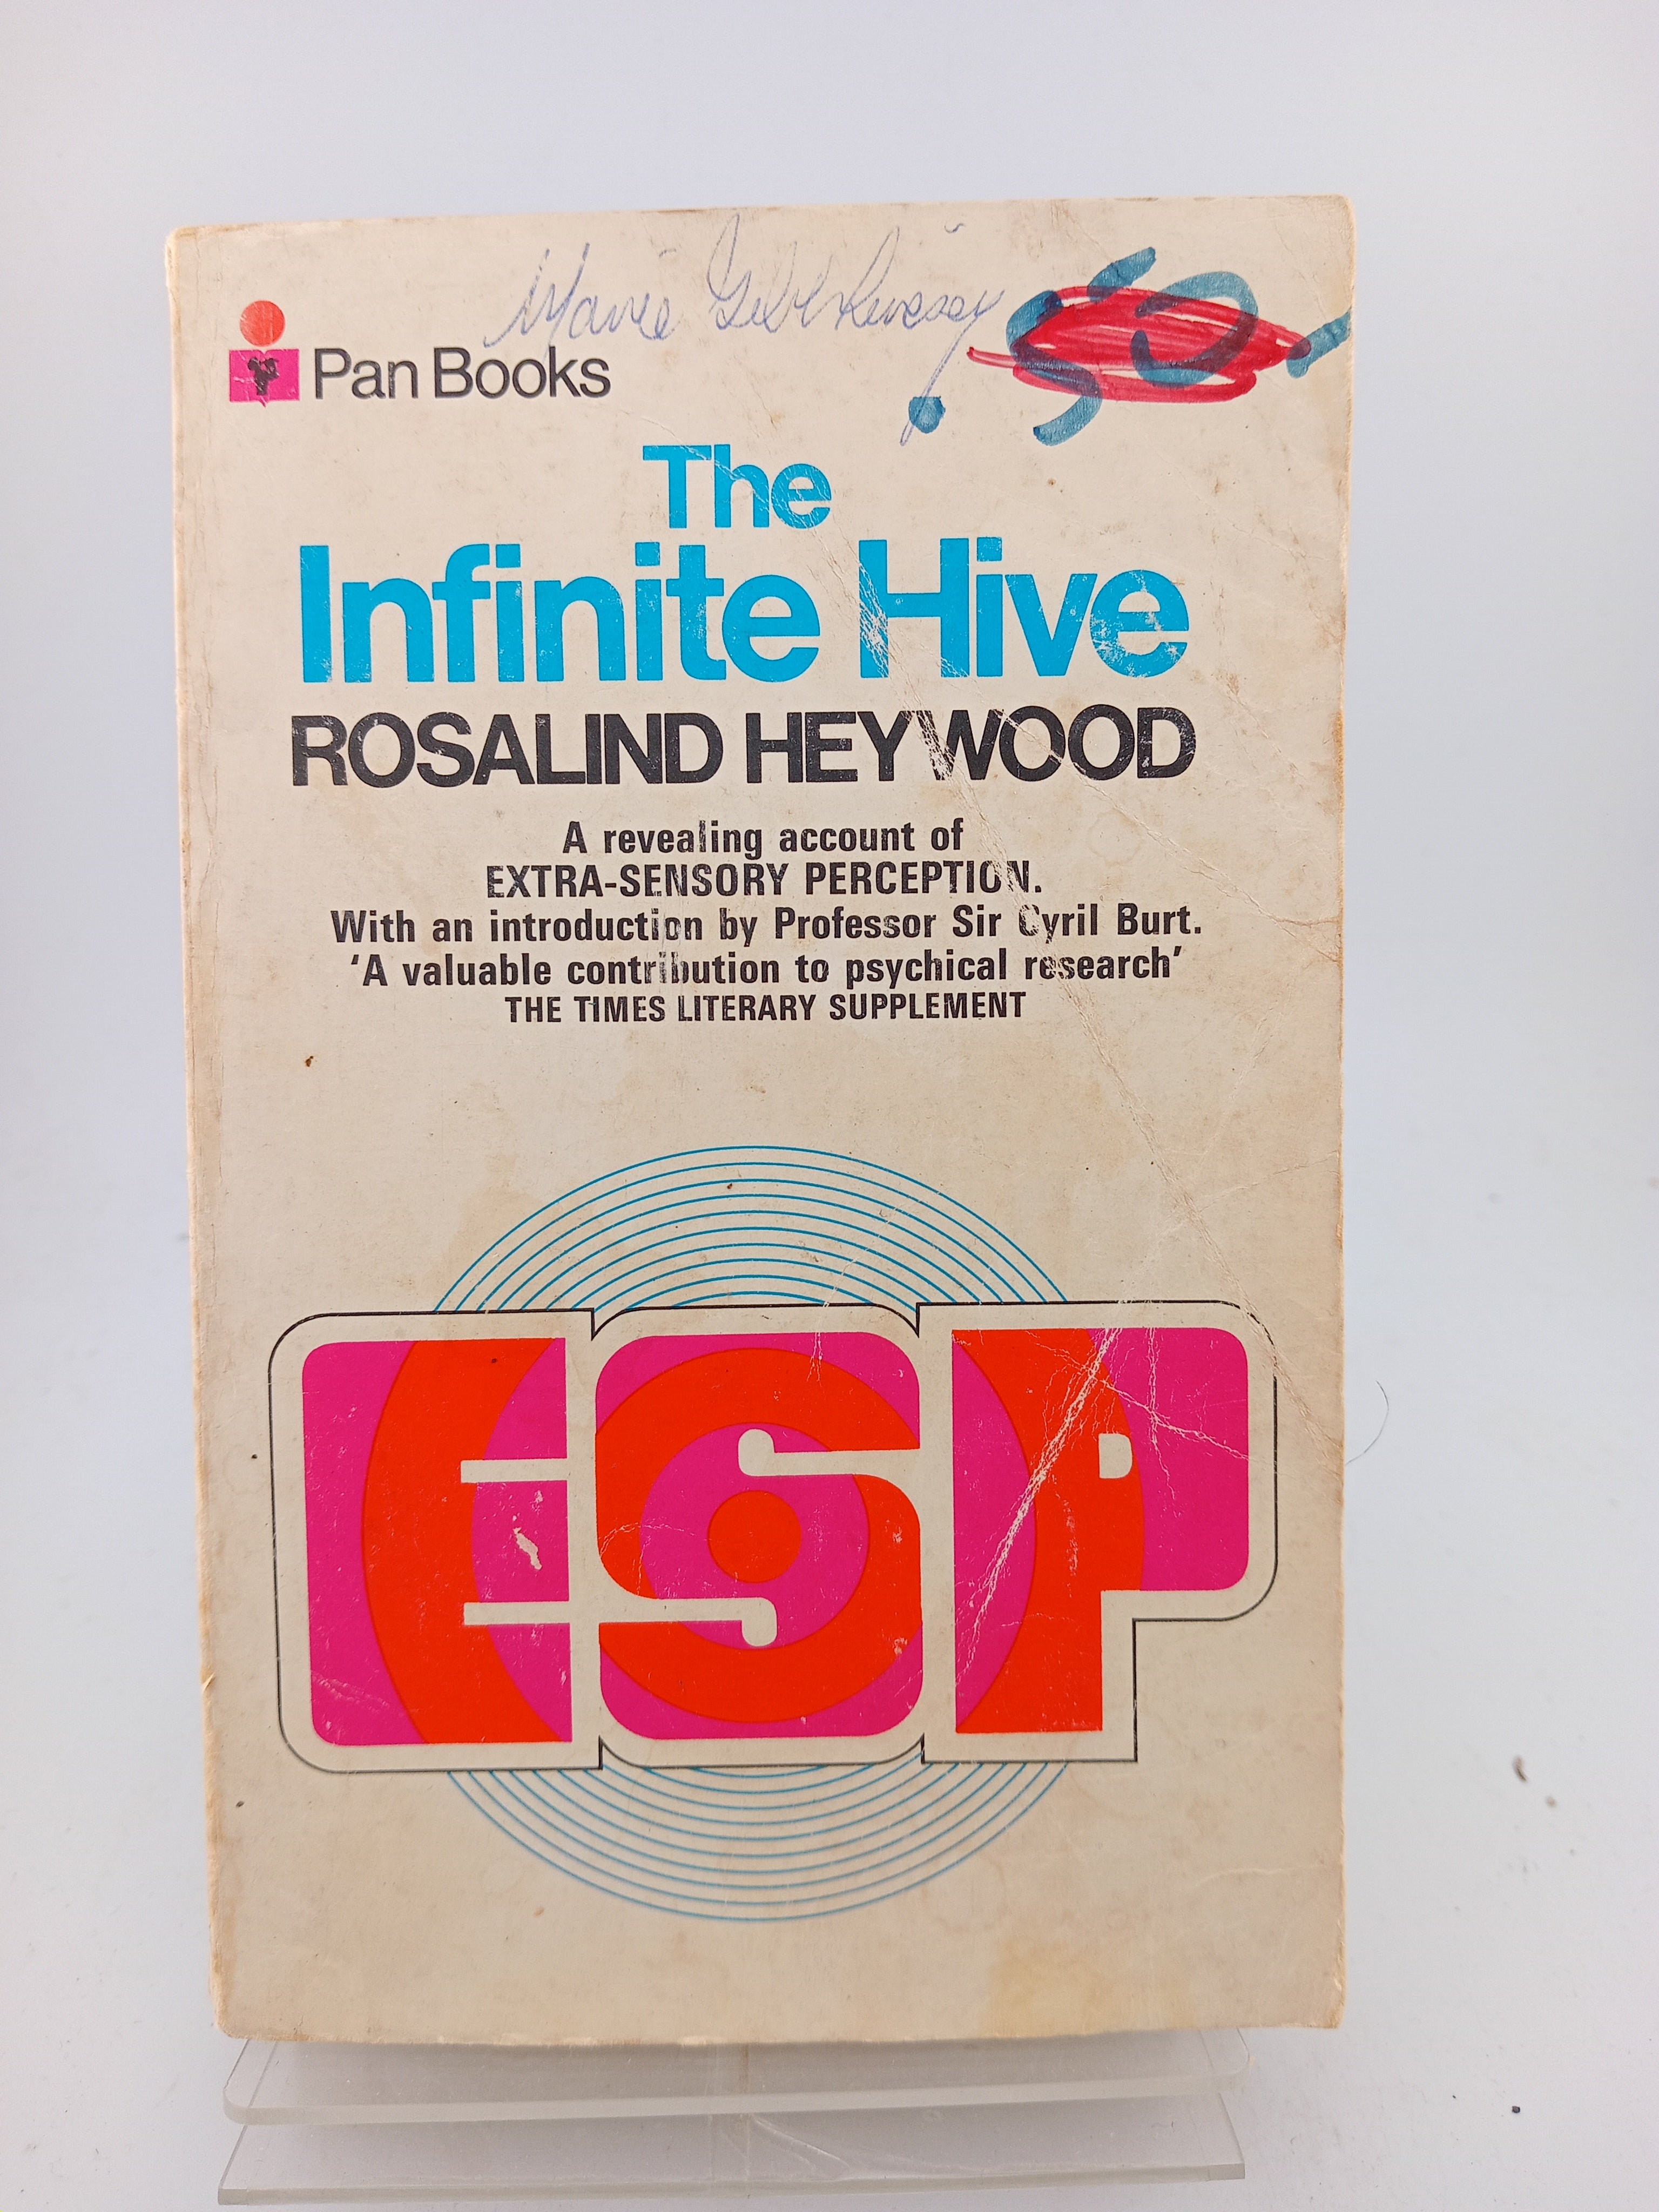 Marie
Pan Books
The
Infinite Hive
ROSALIND HEYWOOD
A revealing account of
EXTRA-SENSORY PERCEPTION.
With an introduction by Professor Sir Cyril Burt.
‘A valuable contribution to psychical research’
THE TIMES LITERARY SUPPLEMENT
ESP